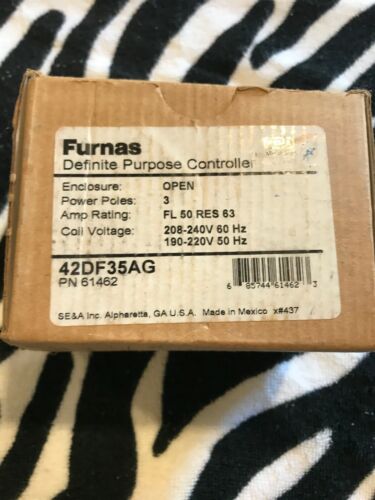 Furnas
Definite Purpose Controller
Enclosure: OPEN
Power Poles: 3
Amp Rating: FL 50 RES 63
Coil Voltage: 208-240V 60 Hz
190-220V 50 Hz
42DF35AG
PN 61462
6 85744 61462 3
SE&A Inc. Alpharetta, GA U.S.A. Made in Mexico x#437